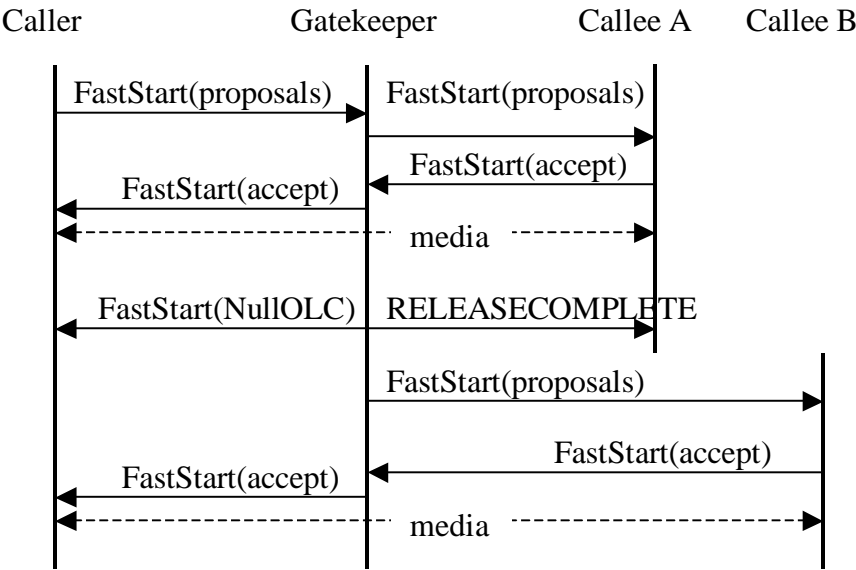 Caller Gatekeeper Callee A Callee B
FastStart(proposals) FastStart(proposals)
FastStart(accept)
FastStart(accept)
media
FastStart(NullOLC) RELEASECOMPLETE
FastStart(proposals)
FastStart(accept)
FastStart(accept)
media